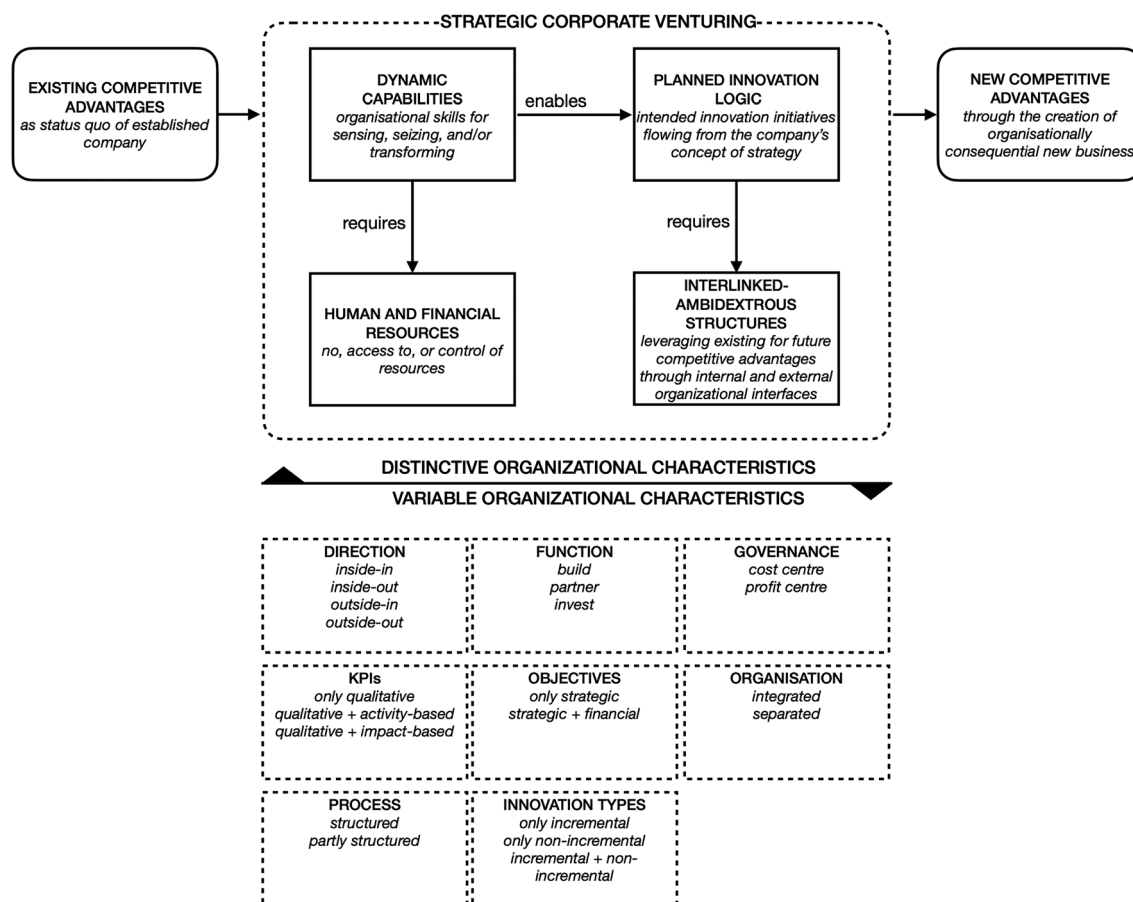 STRATEGIC CORPORATE VENTURING
EXISTING COMPETITIVE
ADVANTAGES
as status quo of established
company
DYNAMIC
CAPABILITIES
organisational skills for
sensing, seizing, and/or
transforming
enables
PLANNED INNOVATION
LOGIC
intended innovation initiatives
flowing from the company's
concept of strategy
NEW COMPETITIVE
ADVANTAGES
through the creation of
organisationally
consequential new business
requires
requires
HUMAN AND FINANCIAL
RESOURCES
no, access to, or control of
resources
INTERLINKED-
AMBIDEXTROUS
STRUCTURES
leveraging existing for future
competitive advantages
through internal and external
organizational interfaces
DISTINCTIVE ORGANIZATIONAL CHARACTERISTICS
VARIABLE ORGANIZATIONAL CHARACTERISTICS
DIRECTION
inside-in
inside-out
outside-in
outside-out
FUNCTION
build
partner
invest
GOVERNANCE
cost centre
profit centre
KPIs
only qualitative
qualitative + activity-based
qualitative + impact-based
OBJECTIVES
only strategic
strategic + financial
ORGANISATION
integrated
separated
PROCESS
structured
partly structured
INNOVATION TYPES
only incremental
only non-incremental
incremental + non-
incremental